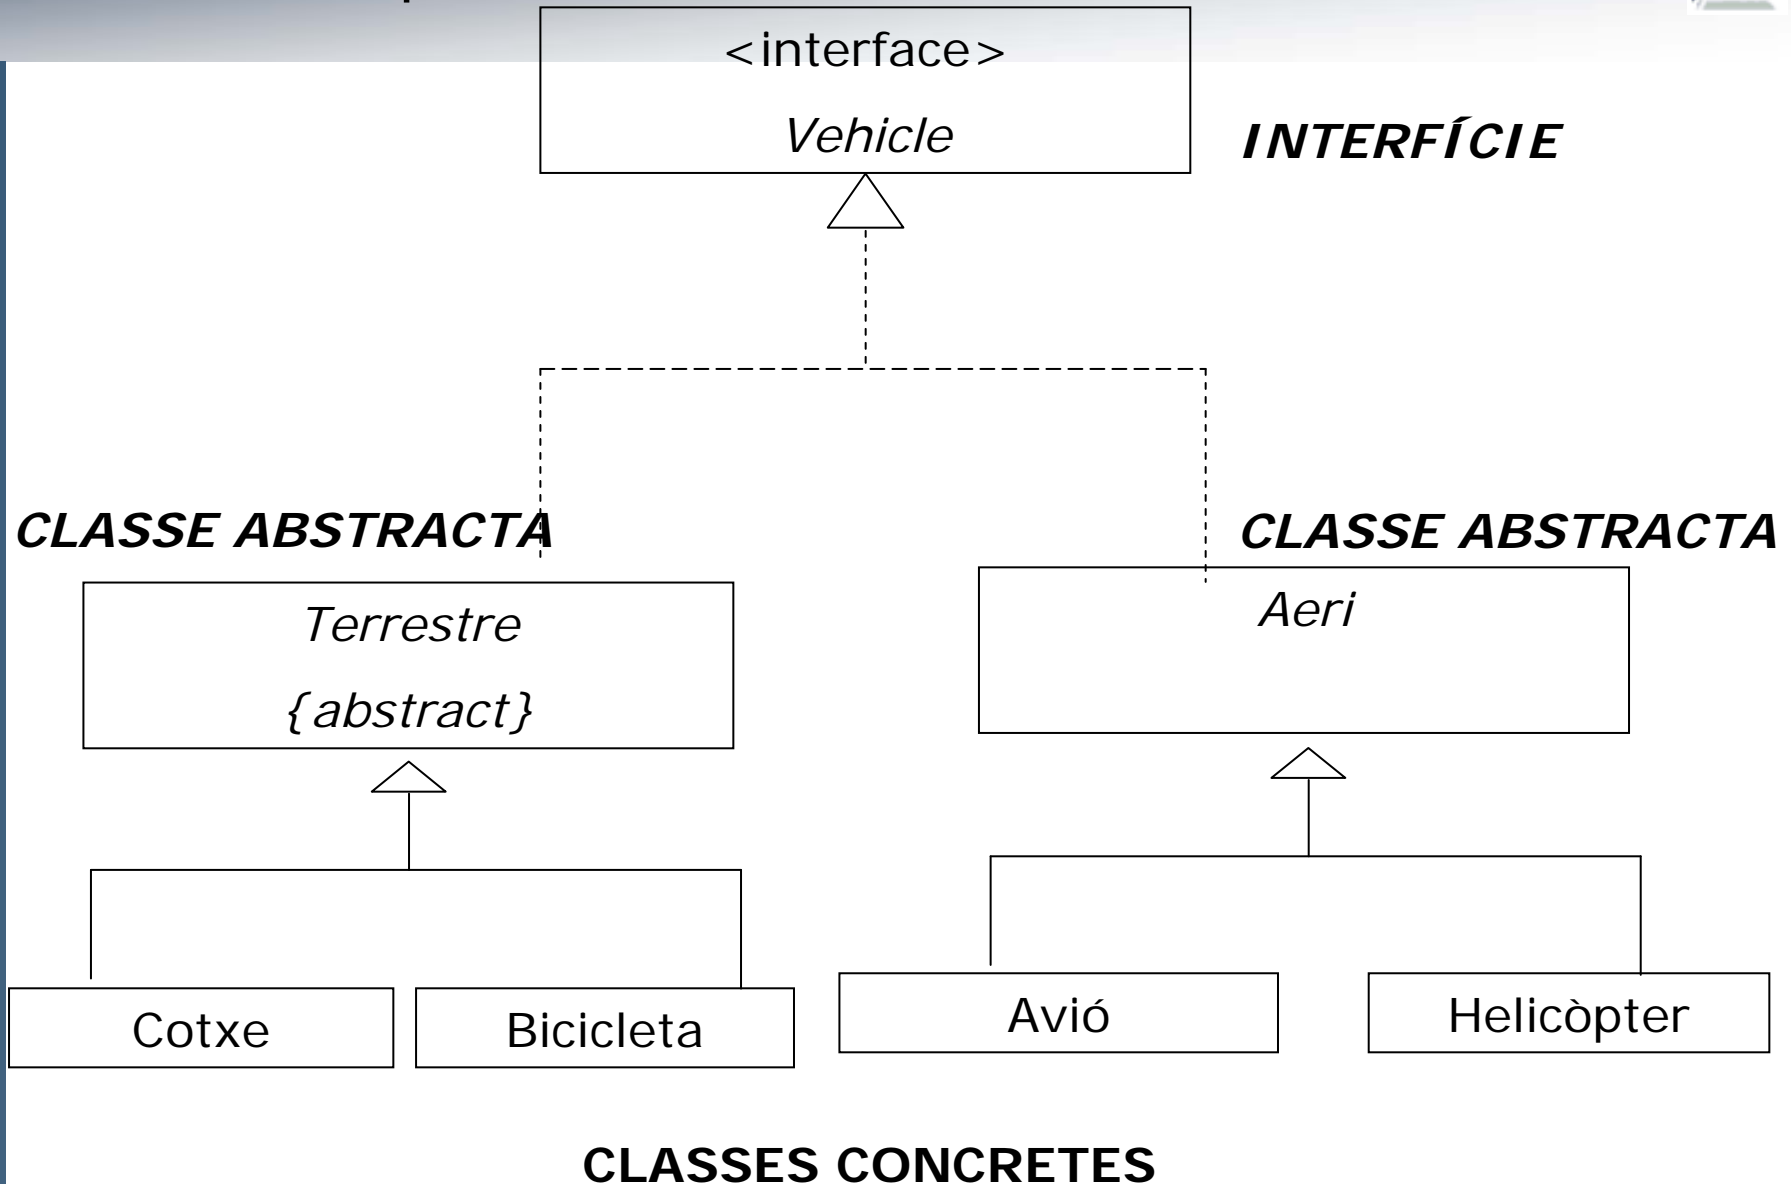 <interface>
Vehicle
INTERFÍCIE
CLASSE ABSTRACTA
CLASSE ABSTRACTA
Terrestre
{abstract}
Aeri
Cotxe
Bicicleta
Avió
Helicòpter
CLASSES CONCRETES